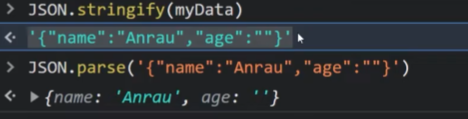 > JSON.stringify(myData)
<· '{"name":"Anrau","age":""}'
> JSON.parse('{"name":"Anrau","age":""}')
<· ▶ {name: 'Anrau', age: ''}